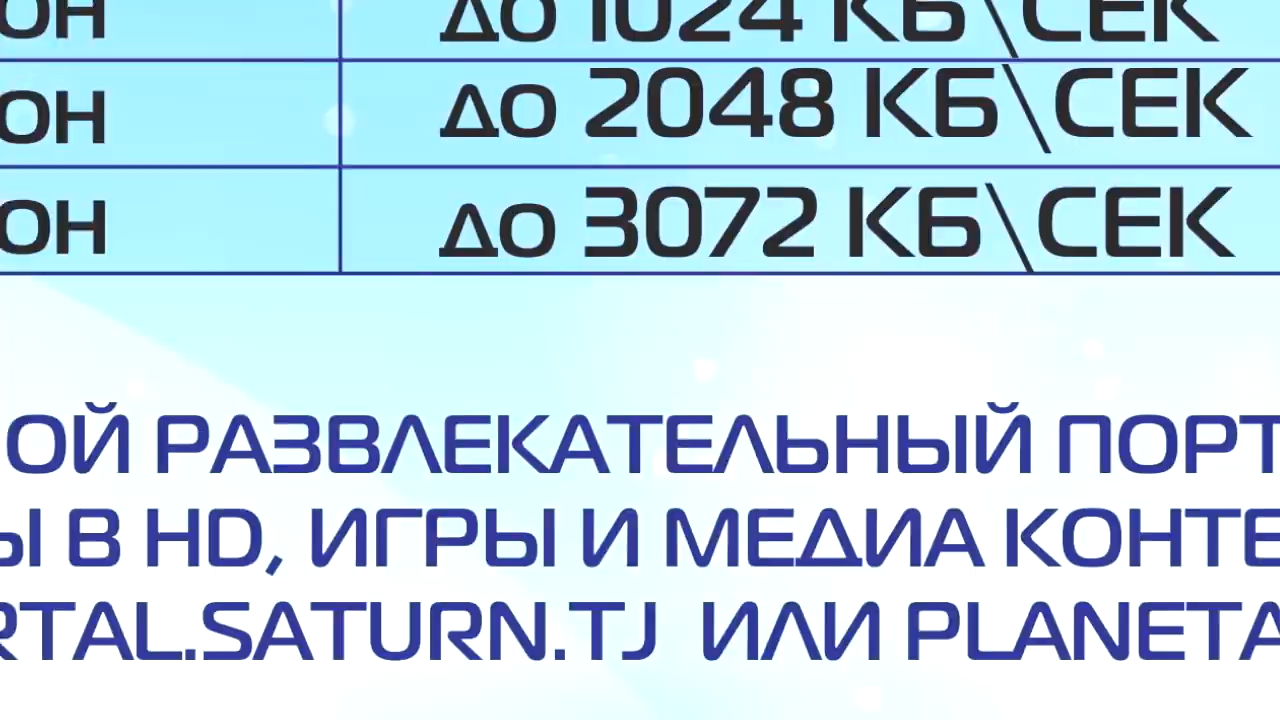 ОН до 1024 КБ\СЕК
ОН до 2048 КБ\СЕК
ОН до 3072 КБ\СЕК
ОЙ РАЗВЛЕКАТЕЛЬНЫЙ ПОРТ
Ы В HD, ИГРЫ И МЕДИА КОНТЕ
RTAL.SATURN.TJ ИЛИ PLANETA